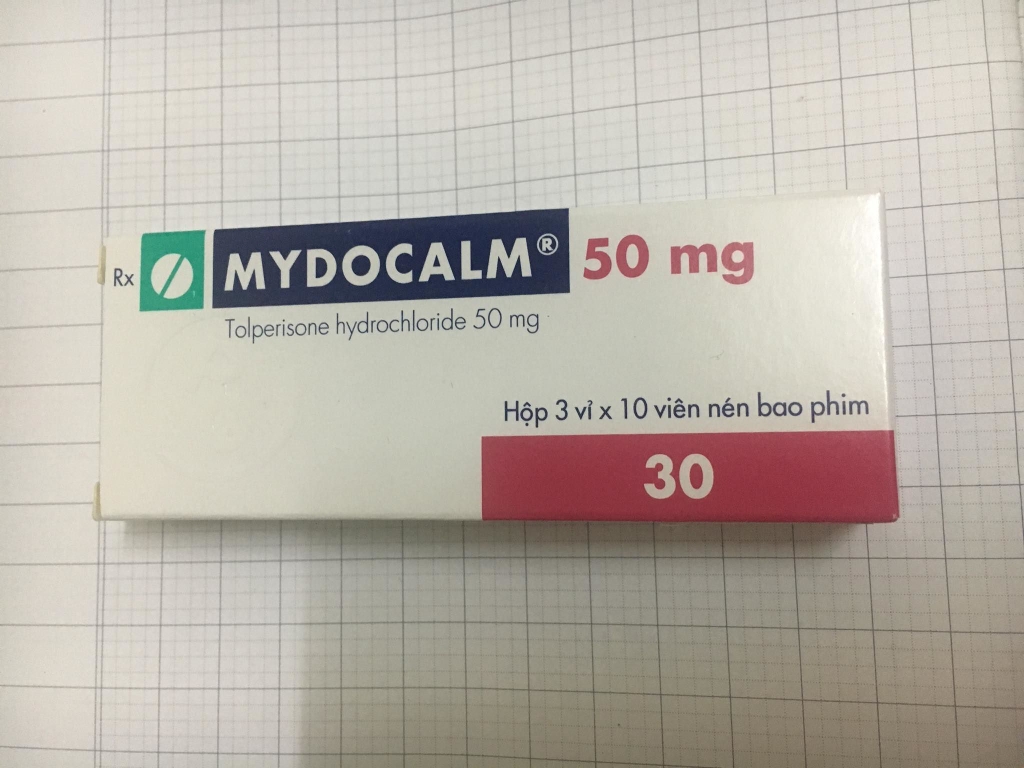 Rx MYDOCALM® 50 mg
Tolperisone hydrochloride 50 mg
Hộp 3 vỉ x 10 viên nén bao phim
30